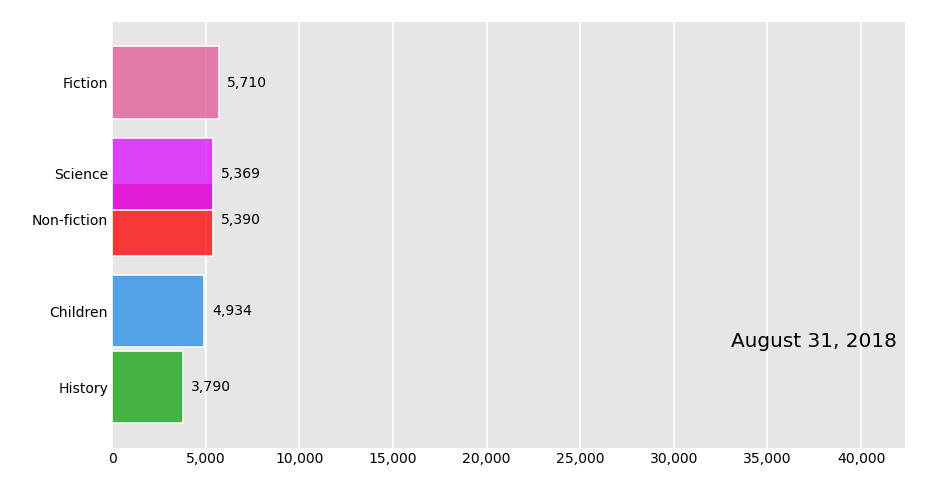 Fiction 5,710
Science 5,369
Non-fiction 5,390
Children 4,934
August 31, 2018
History 3,790
0 5,000 10,000 15,000 20,000 25,000 30,000 35,000 40,000